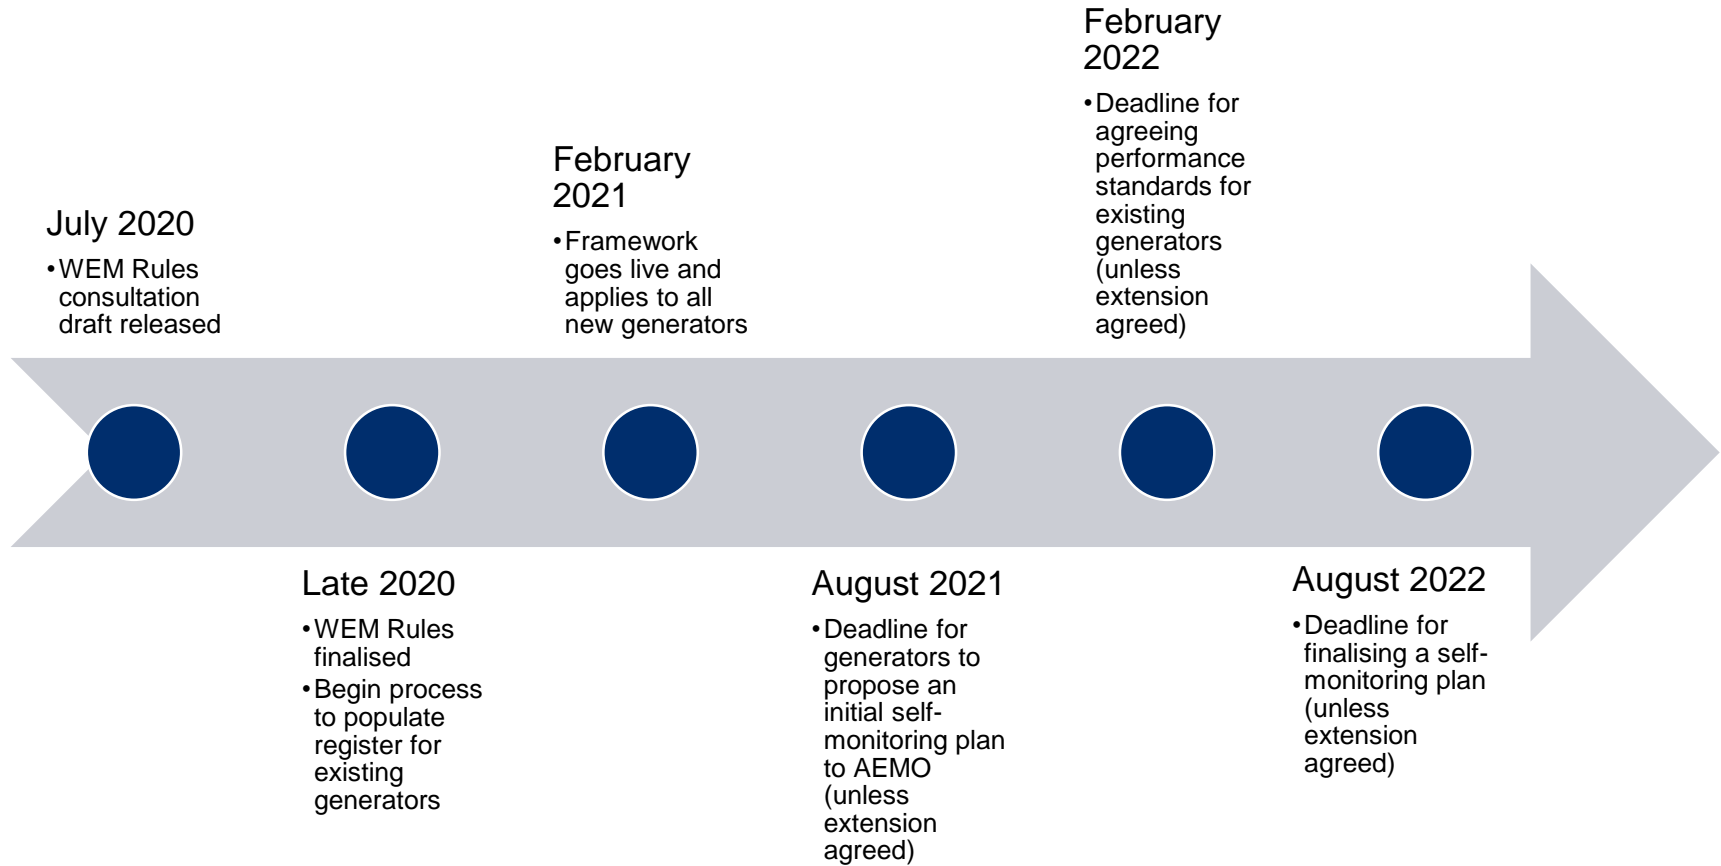 July 2020
•WEM Rules
consultation
draft released
Late 2020
•WEM Rules
finalised
•Begin process
to populate
register for
existing
generators
February
2021
•Framework
goes live and
applies to all
new generators
August 2021
•Deadline for
generators to
propose an
initial self-
monitoring plan
to AEMO
(unless
extension
agreed)
February
2022
•Deadline for
agreeing
performance
standards for
existing
generators
(unless
extension
agreed)
August 2022
•Deadline for
finalising a self-
monitoring plan
(unless
extension
agreed)